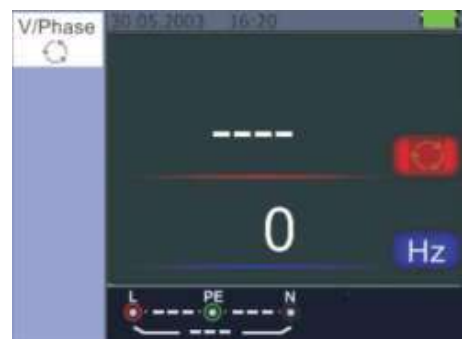 V/Phase 30.05.2003 16:20
----
0
Hz
L PE N
--- ---
---